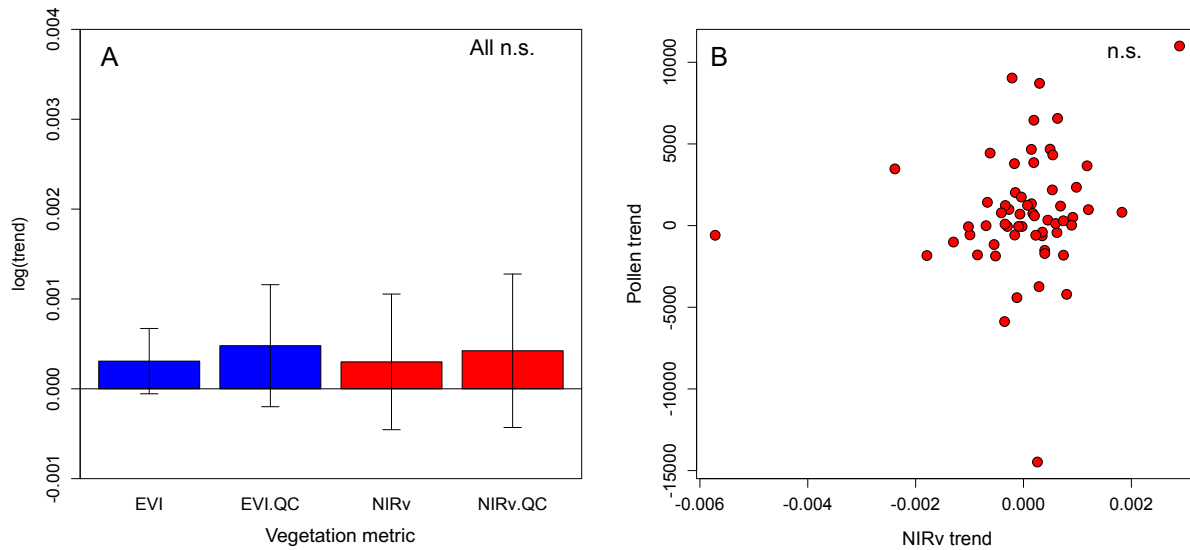 A
All n.s.
log(trend)
0.004
0.003
0.002
0.001
0.000
-0.001
EVI
EVI.QC
NIRv
NIRv.QC
Vegetation metric
B
n.s.
Pollen trend
10000
5000
0
-5000
-10000
-15000
-0.006
-0.004
-0.002
0.000
0.002
NIRv trend